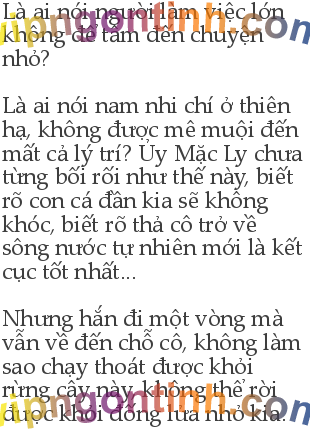 Là ai nói người làm việc lớn
không để tâm đến chuyện
nhỏ?
Là ai nói nam nhi chí ở thiên
hạ, không được mê muội đến
mất cả lý trí? Ủy Mặc Ly chưa
từng bối rối như thế này, biết
rõ con cá đần kia sẽ không
khóc, biết rõ thả cô trở về
sông nước tự nhiên mới là kết
cục tốt nhất...
Nhưng hắn đi một vòng mà
vẫn về đến chỗ cô, không làm
sao chạy thoát được khỏi
rừng cây này, không thể rời
được khỏi đống lửa nhỏ kia.
vipngontinh.com
vipngontinh.com